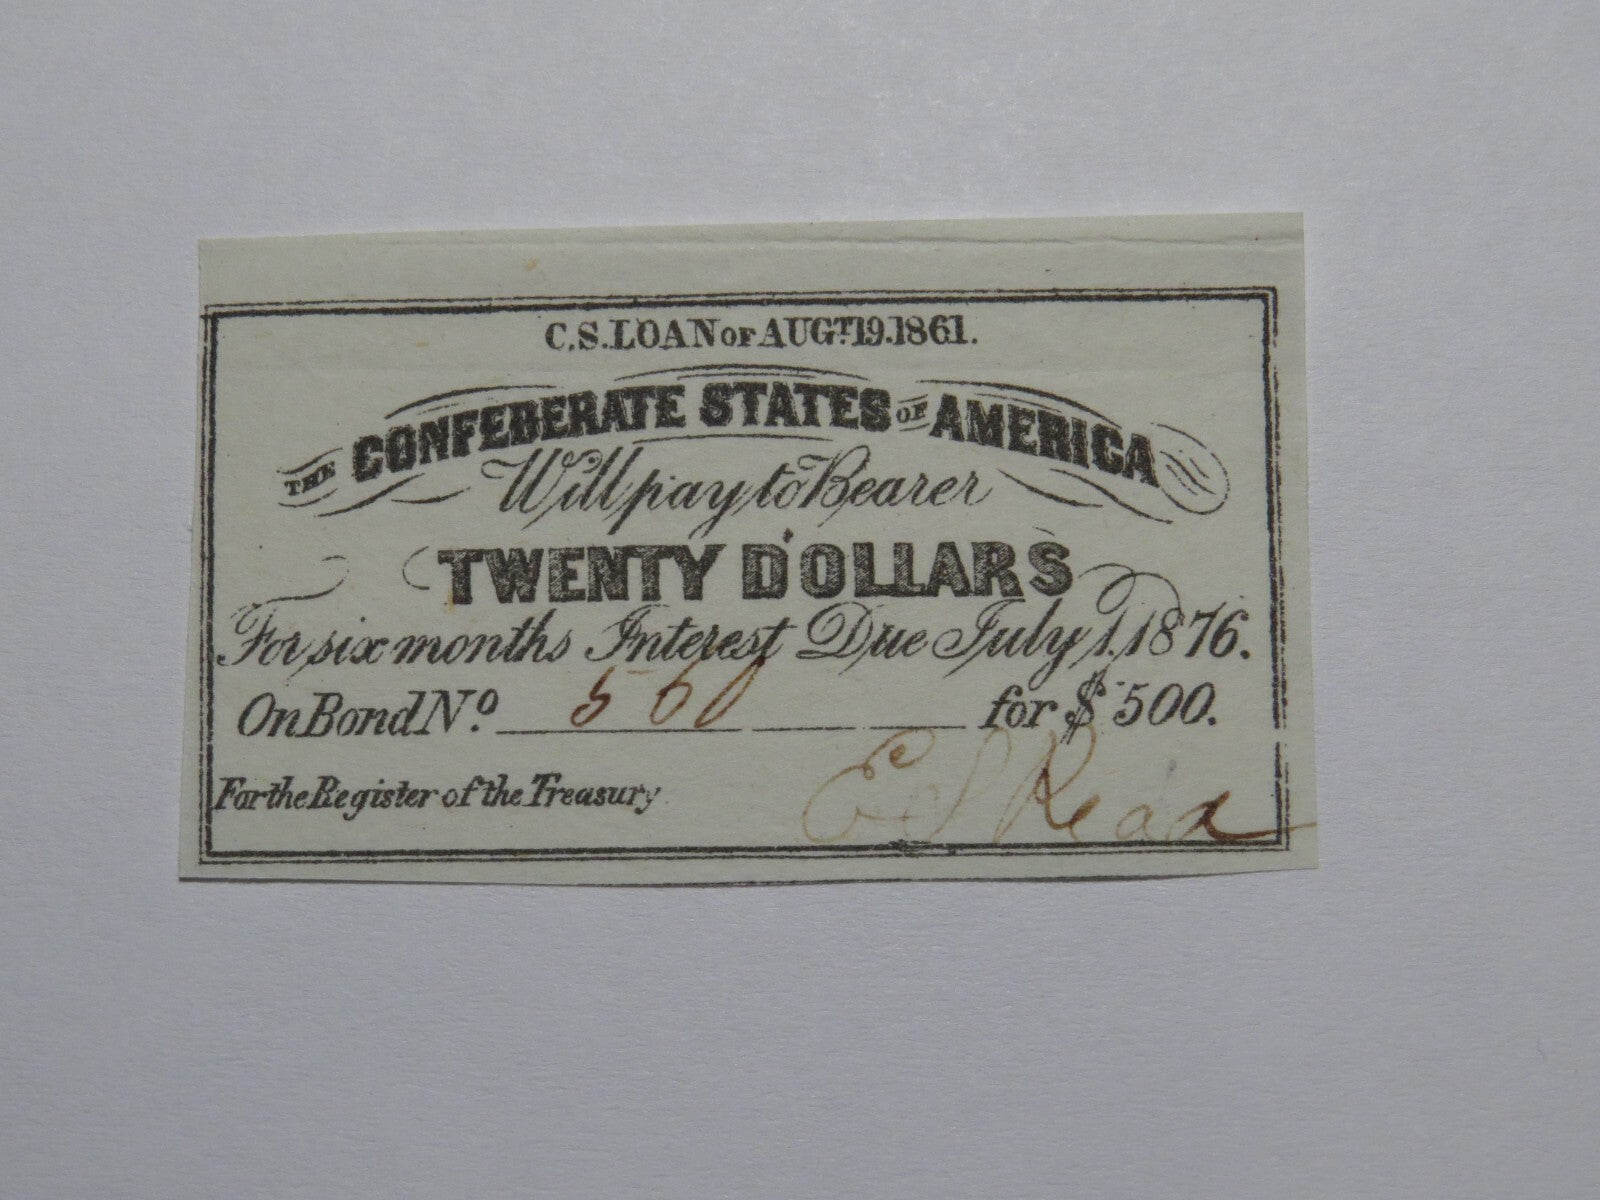 C.S.LOAN OF AUGT. 19.1861.
THE CONFEDERATE STATES OF AMERICA
Will pay to Bearer
TWENTY DOLLARS
For six months Interest Due July 1, 1876.
On Bond No. 560 for $500.
For the Register of the Treasury E S Read